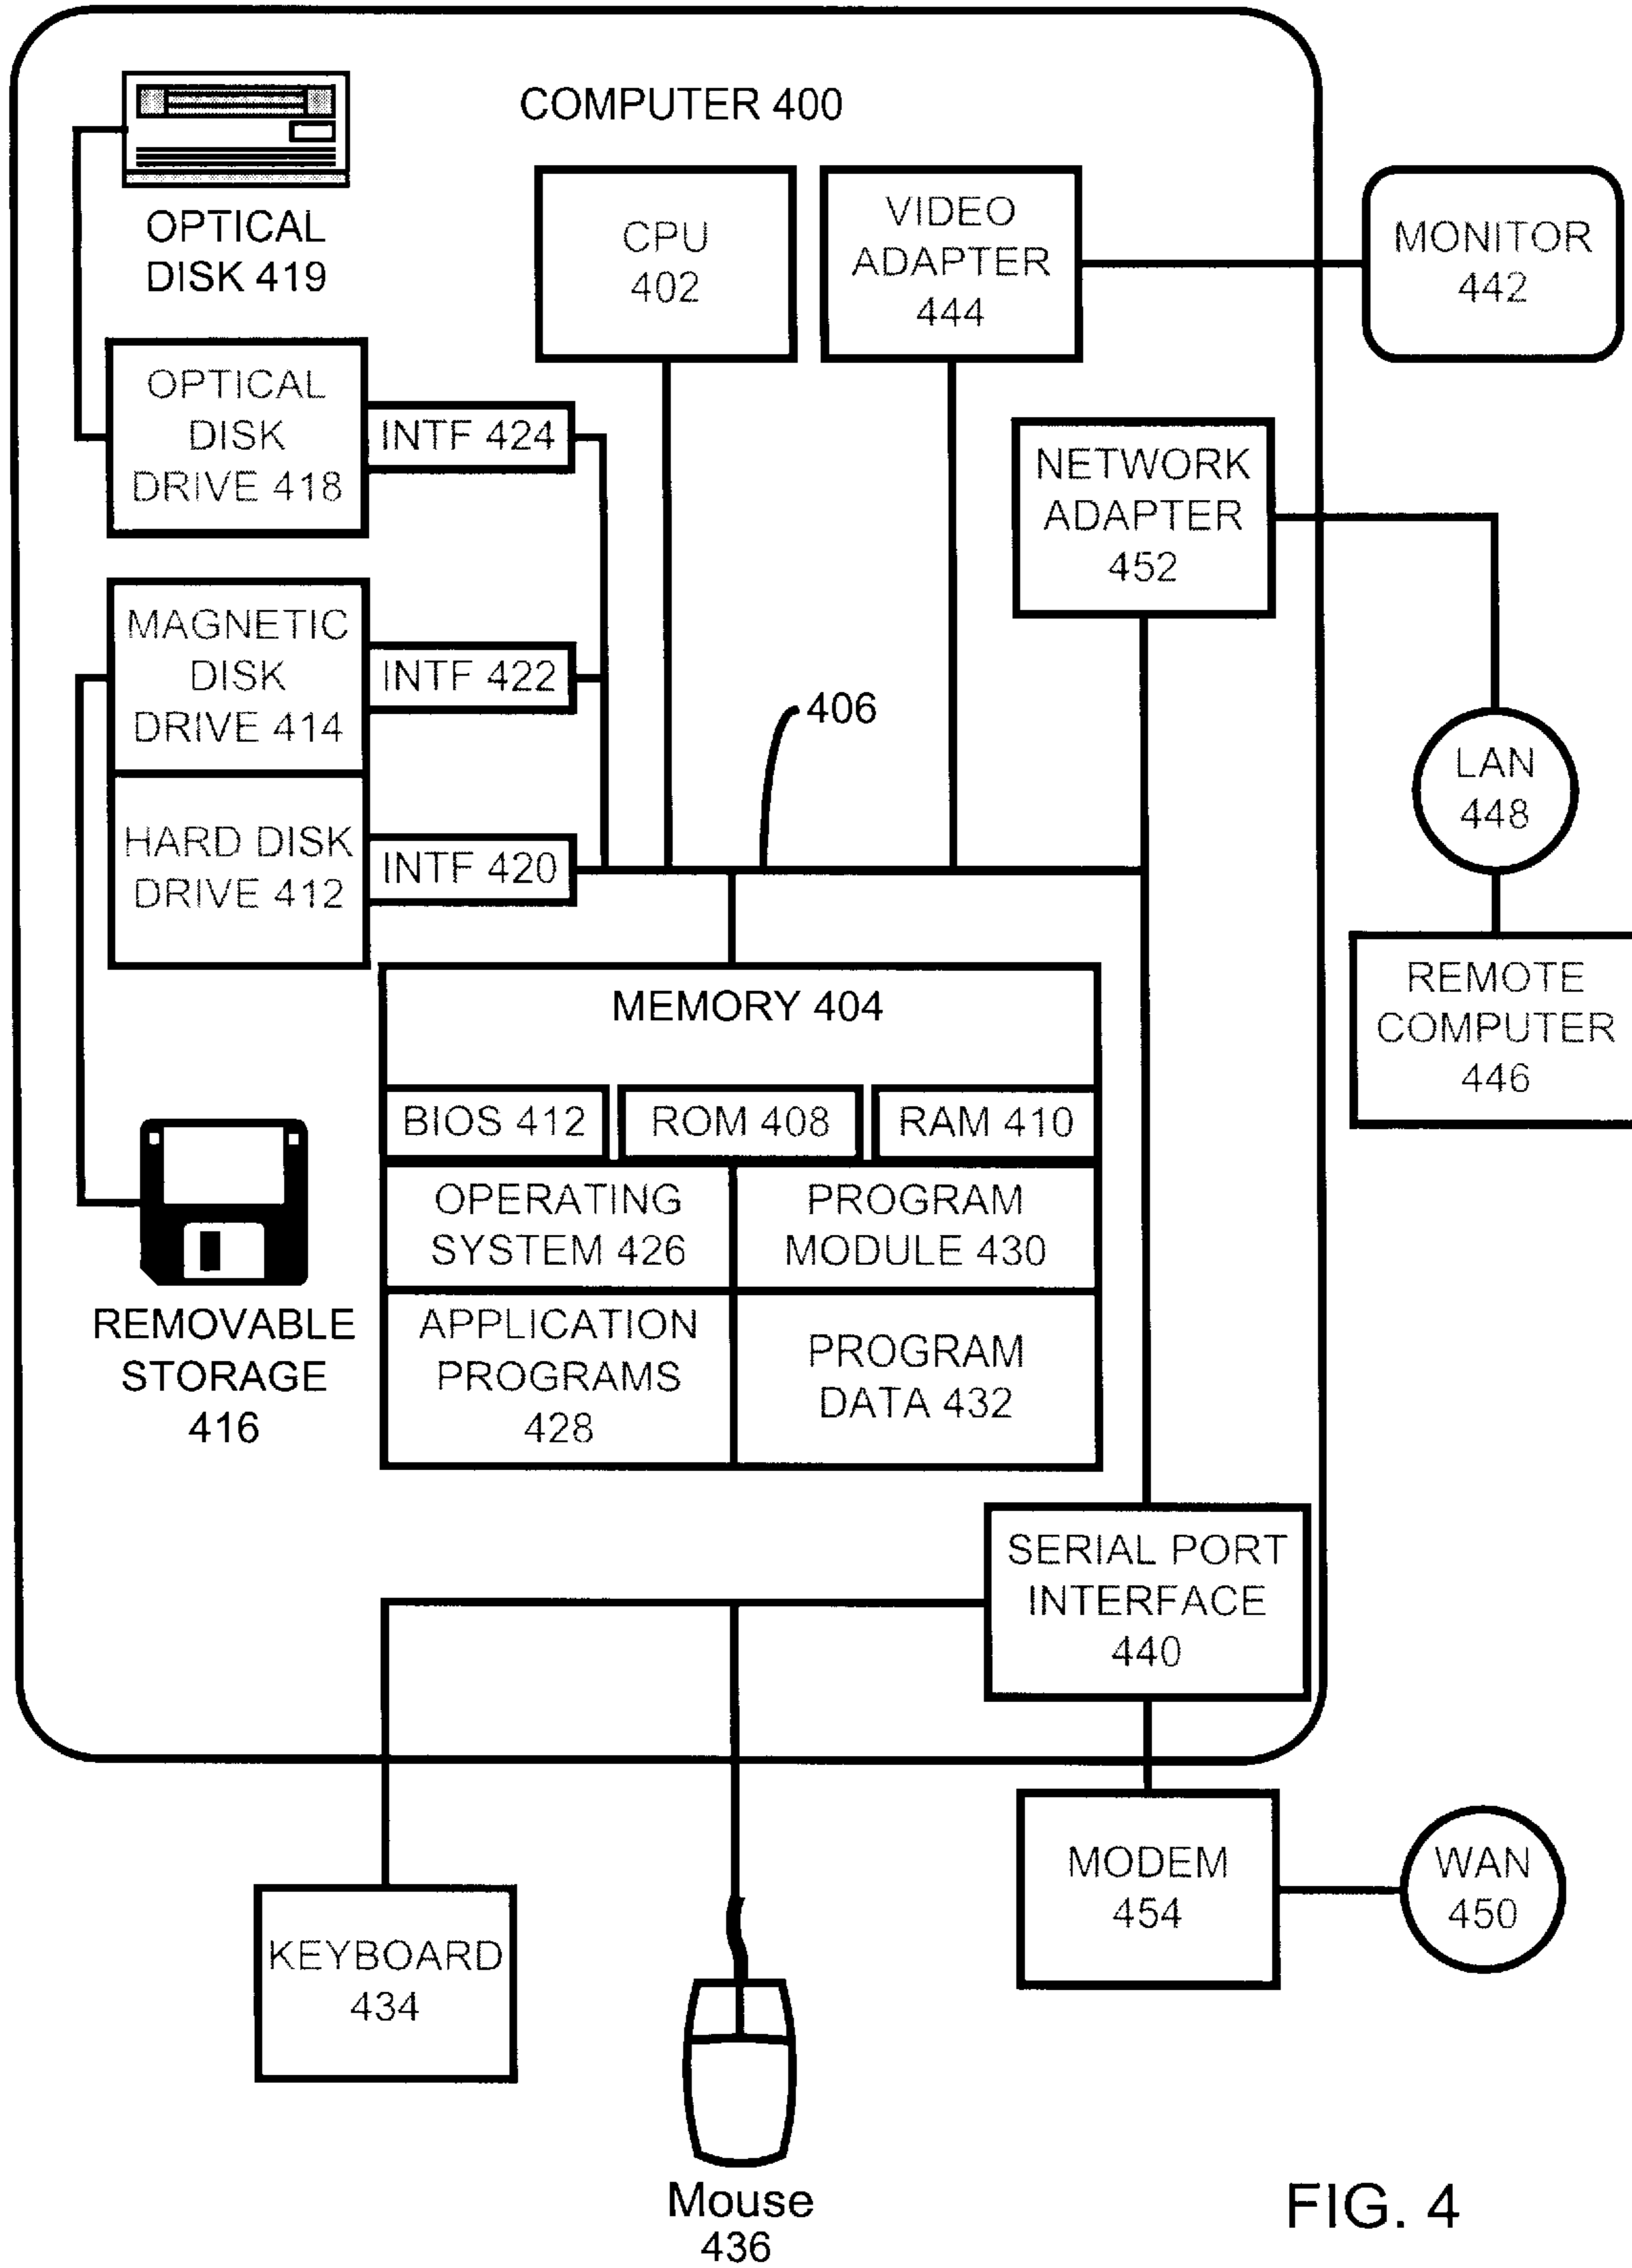 COMPUTER 400
OPTICAL
DISK 419
CPU
402
VIDEO
ADAPTER
444
MONITOR
442
OPTICAL
DISK
DRIVE 418
INTF 424
NETWORK
ADAPTER
452
MAGNETIC
DISK
DRIVE 414
INTF 422
406
LAN
448
HARD DISK
DRIVE 412
INTF 420
REMOTE
COMPUTER
446
MEMORY 404
BIOS 412
ROM 408
RAM 410
OPERATING
SYSTEM 426
PROGRAM
MODULE 430
REMOVABLE
STORAGE
416
APPLICATION
PROGRAMS
428
PROGRAM
DATA 432
SERIAL PORT
INTERFACE
440
MODEM
454
WAN
450
KEYBOARD
434
Mouse
436
FIG. 4